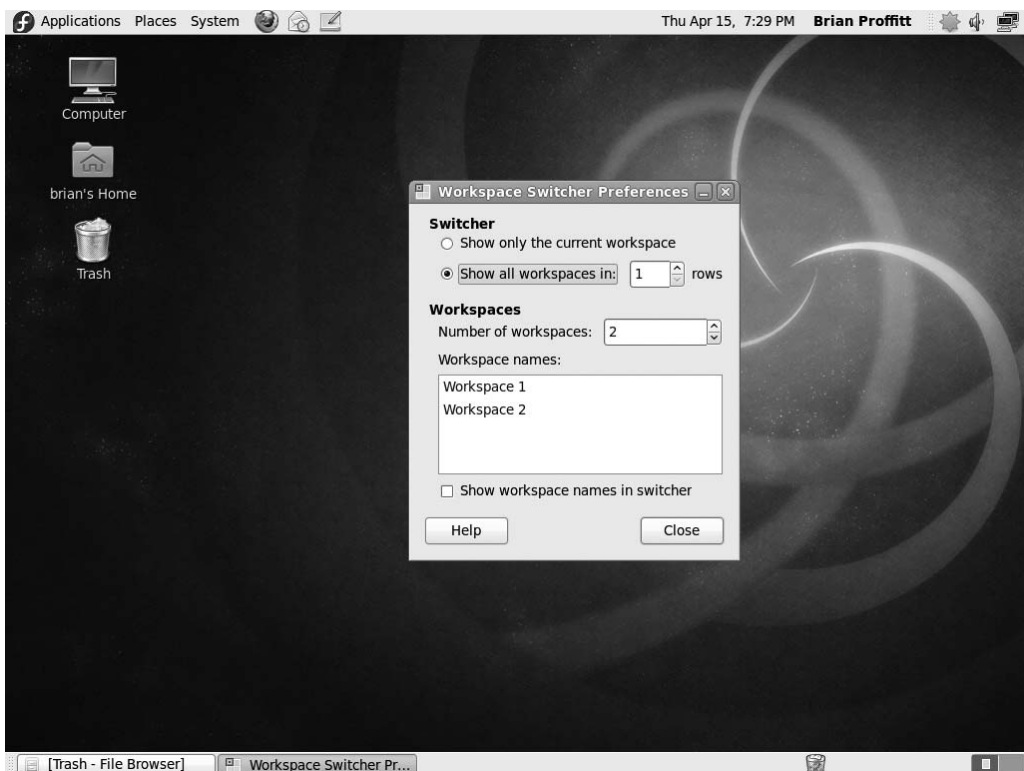 Applications Places System
Thu Apr 15, 7:29 PM Brian Proffitt
Computer
brian's Home
Trash
Workspace Switcher Preferences
Switcher
Show only the current workspace
Show all workspaces in: 1 rows
Workspaces
Number of workspaces: 2
Workspace names:
Workspace 1
Workspace 2
Show workspace names in switcher
Help Close
[Trash - File Browser] Workspace Switcher Pr...